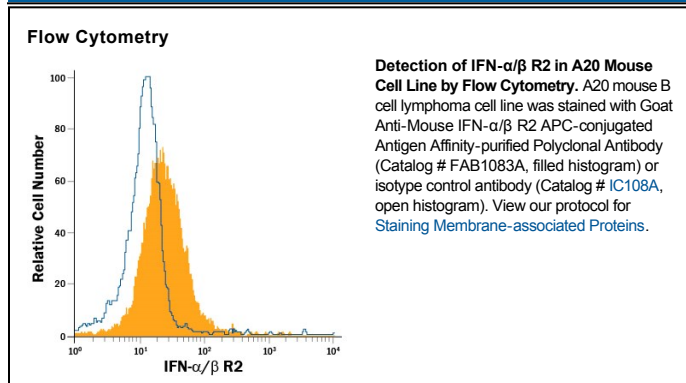 Flow Cytometry
Detection of IFN-α/β R2 in A20 Mouse
Cell Line by Flow Cytometry. A20 mouse B
cell lymphoma cell line was stained with Goat
Anti-Mouse IFN-α/β R2 APC-conjugated
Antigen Affinity-purified Polyclonal Antibody
(Catalog # FAB1083A, filled histogram) or
isotype control antibody (Catalog # IC108A,
open histogram). View our protocol for
Staining Membrane-associated Proteins.
Relative Cell Number
100
80
60
40
20
0
10⁰ 10¹ 10² 10³ 10⁴
IFN-α/β R2